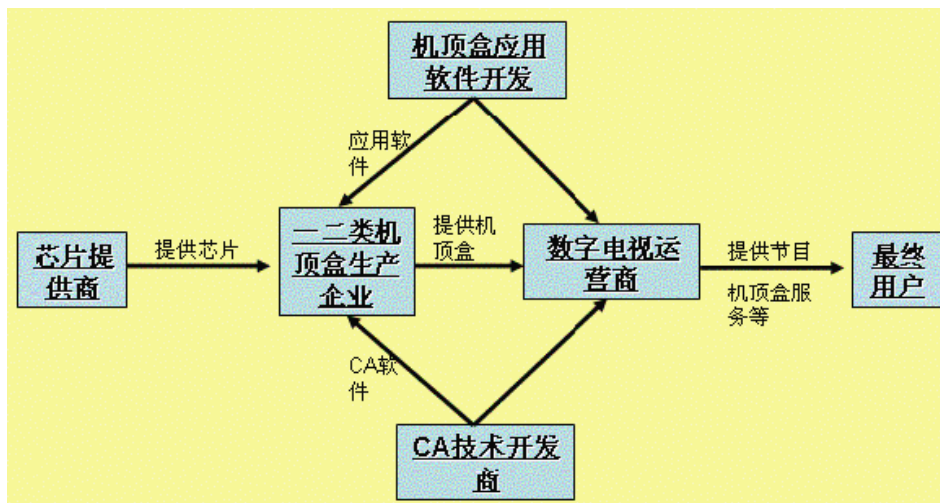 机顶盒应用
软件开发
应用软
件
芯片提
供商
提供芯片
一二类机
顶盒生产
企业
提供机
顶盒
数字电视运
营商
提供节目
机顶盒服
务等
最终
用户
CA软
件
CA技术开发
商